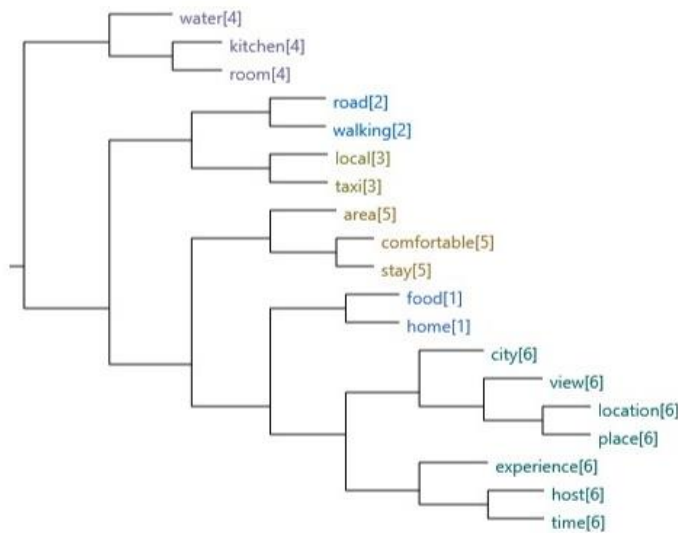 water[4]
kitchen[4]
room[4]
road[2]
walking[2]
local[3]
taxi[3]
area[5]
comfortable[5]
stay[5]
food[1]
home[1]
city[6]
view[6]
location[6]
place[6]
experience[6]
host[6]
time[6]